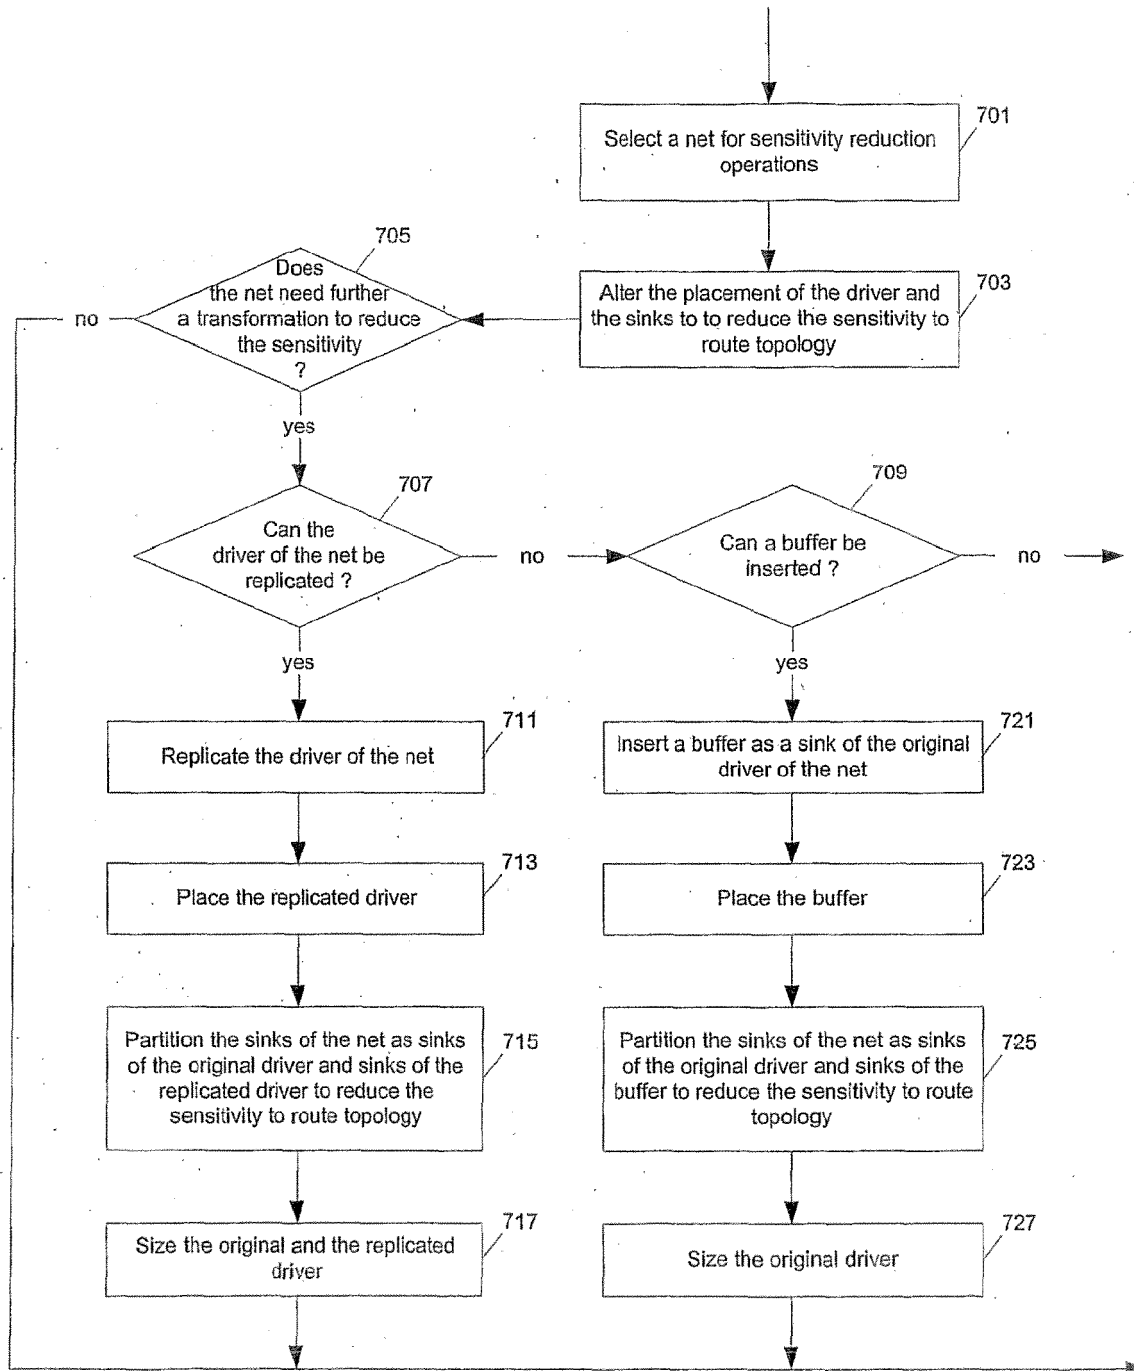 701
Select a net for sensitivity reduction
operations
703
Alter the placement of the driver and
the sinks to to reduce the sensitivity to
route topology
705
Does
the net need further
a transformation to reduce
the sensitivity
?
no
yes
707
Can the
driver of the net be
replicated ?
no
709
Can a buffer be
inserted ?
no
yes
yes
711
Replicate the driver of the net
721
Insert a buffer as a sink of the original
driver of the net
713
Place the replicated driver
723
Place the buffer
715
Partition the sinks of the net as sinks
of the original driver and sinks of the
replicated driver to reduce the
sensitivity to route topology
725
Partition the sinks of the net as sinks
of the original driver and sinks of the
buffer to reduce the sensitivity to route
topology
717
Size the original and the replicated
driver
727
Size the original driver